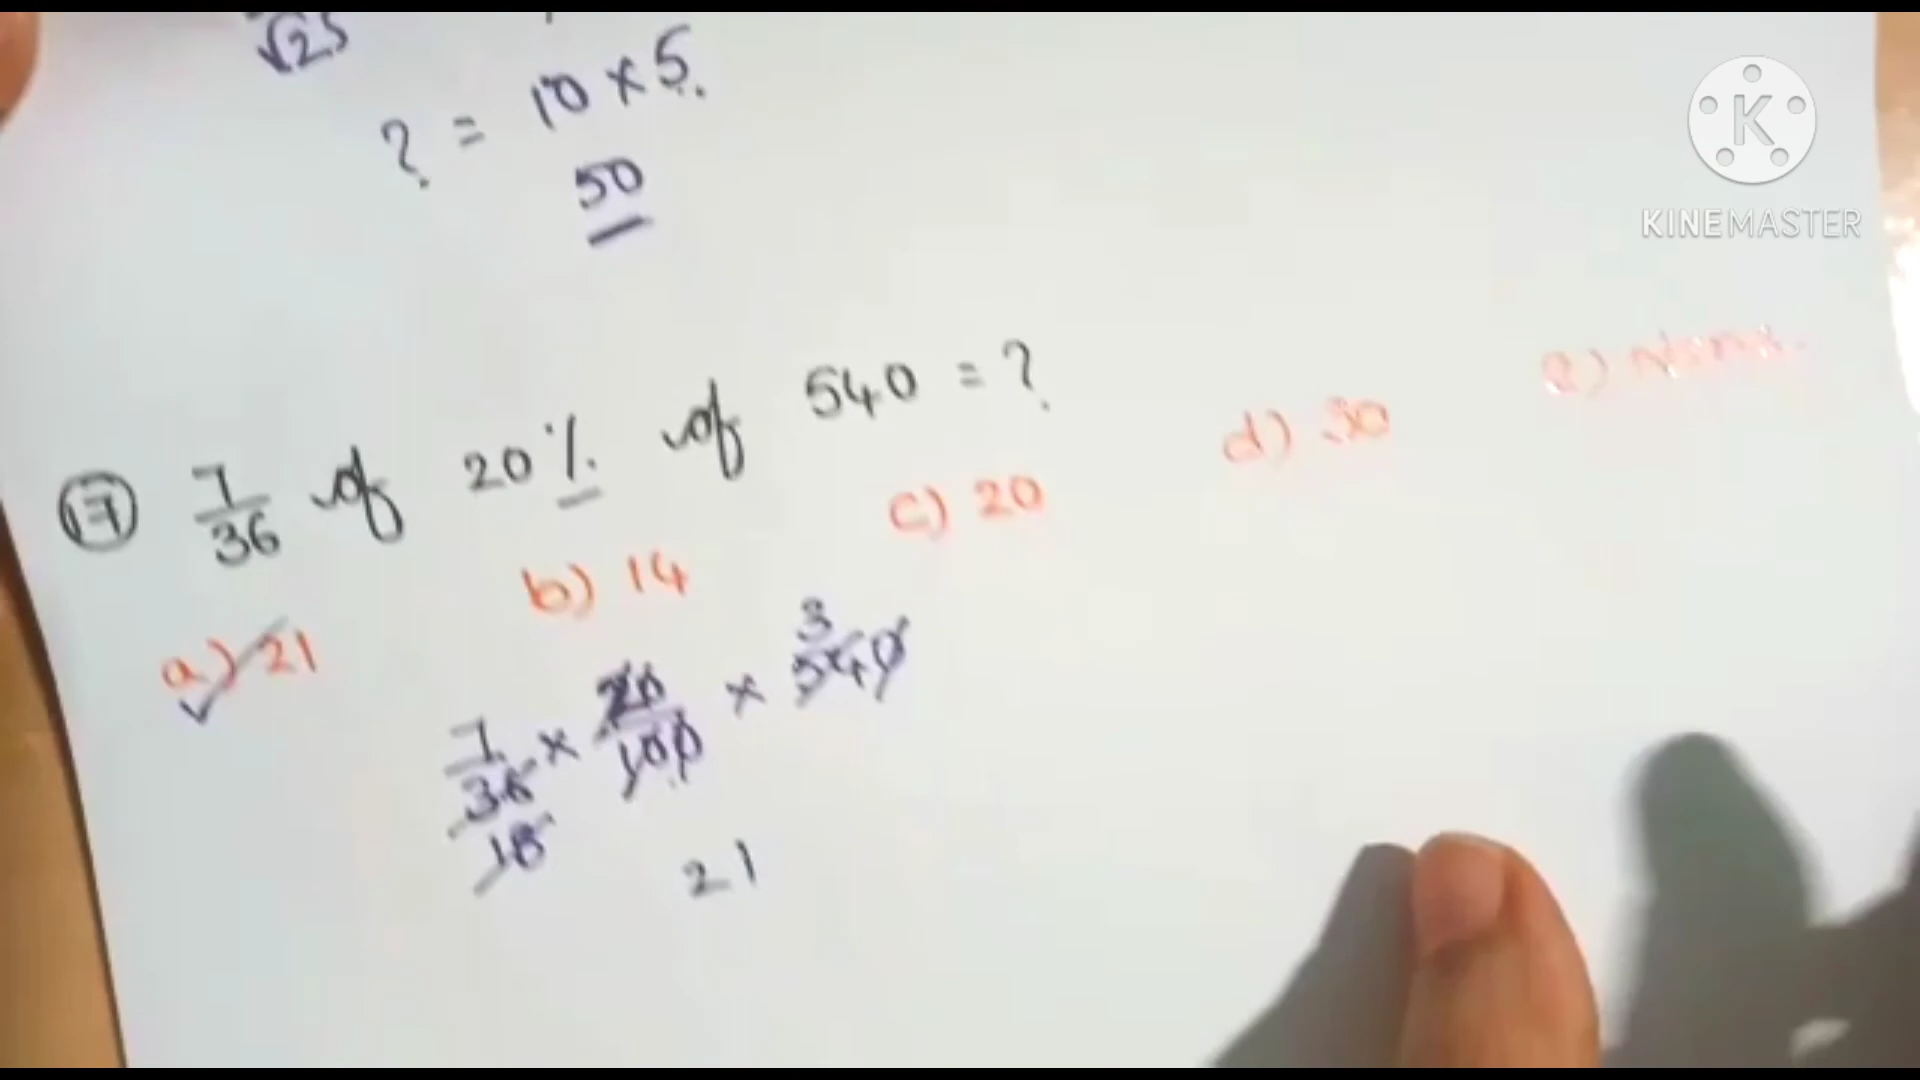 √25
? = 10 × 5.
50
K
KINEMASTER
17 7/36 of 20% of 540 = ?
a) 21 b) 14 c) 20 d) 30 e) None.
7/36 × 20/100 × 540
3
18
21